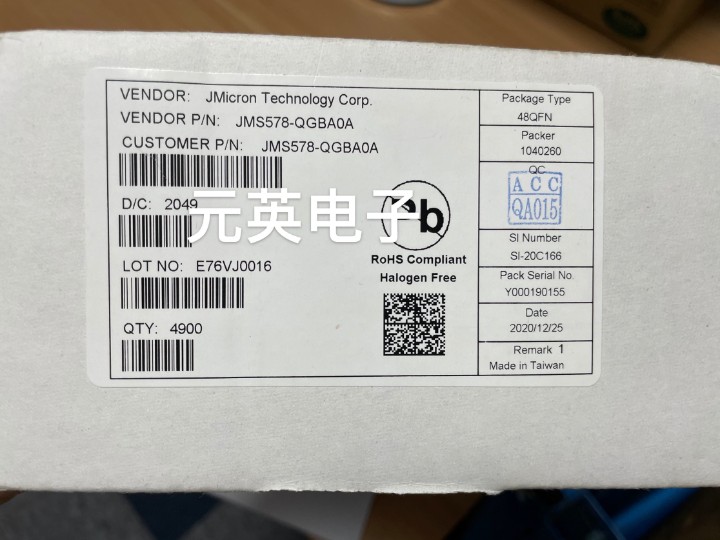 VENDOR: JMicron Technology Corp.
VENDOR P/N: JMS578-QGBA0A
CUSTOMER P/N: JMS578-QGBA0A
D/C: 2049
元英电子
Pb
RoHS Compliant
Halogen Free
LOT NO: E76VJ0016
QTY: 4900
Package Type
48QFN
Packer
1040260
QC
ACC
QA015
SI Number
SI-20C166
Pack Serial No.
Y000190155
Date
2020/12/25
Remark 1
Made in Taiwan